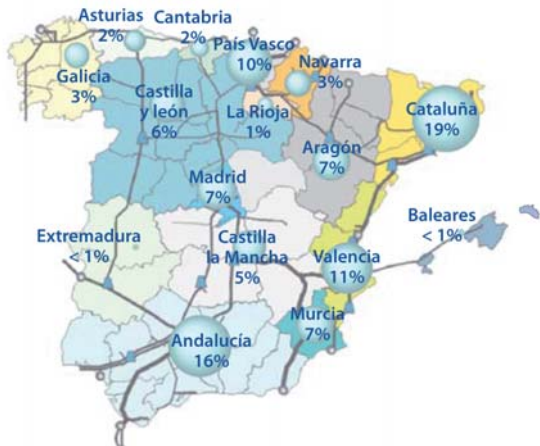 Asturias
2%
Cantabria
2%
País Vasco
10%
Navarra
3%
Galicia
3%
Castilla
y león
6%
La Rioja
1%
Cataluña
19%
Aragón
7%
Madrid
7%
Baleares
< 1%
Extremadura
< 1%
Castilla
la Mancha
5%
Valencia
11%
Murcia
7%
Andalucía
16%